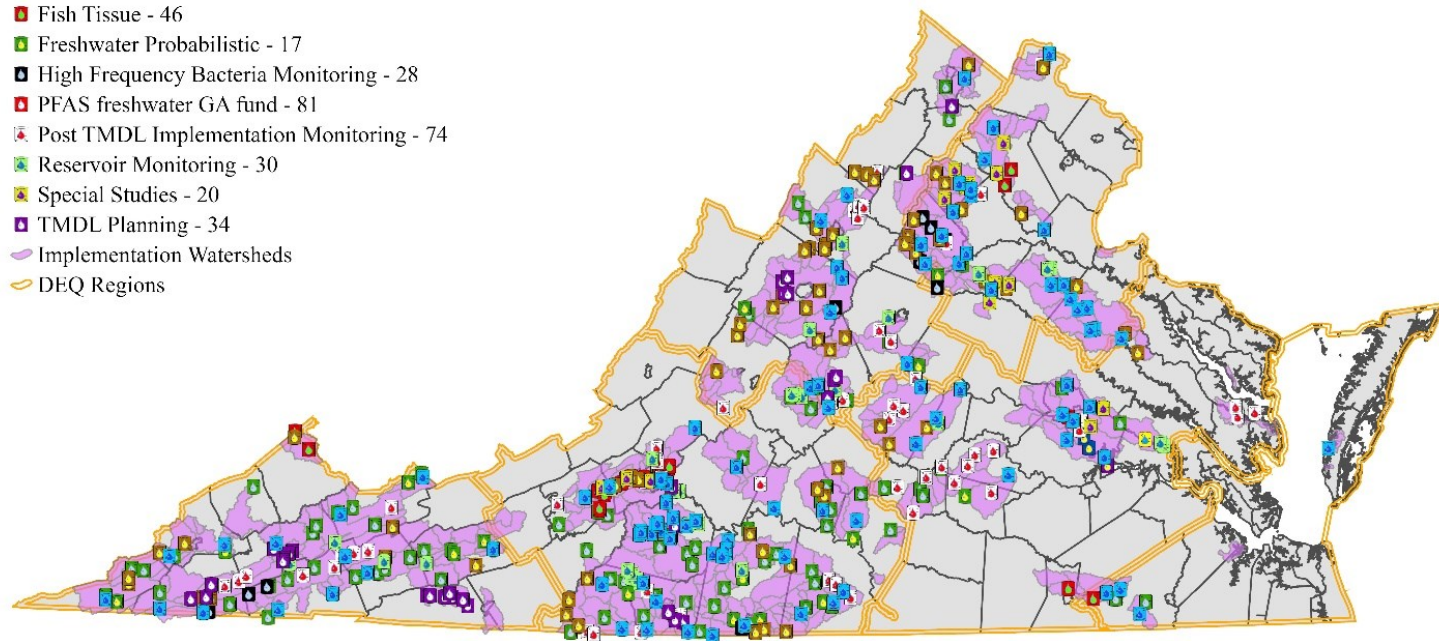 Fish Tissue - 46
Freshwater Probabilistic - 17
High Frequency Bacteria Monitoring - 28
PFAS freshwater GA fund - 81
Post TMDL Implementation Monitoring - 74
Reservoir Monitoring - 30
Special Studies - 20
TMDL Planning - 34
Implementation Watersheds
DEQ Regions